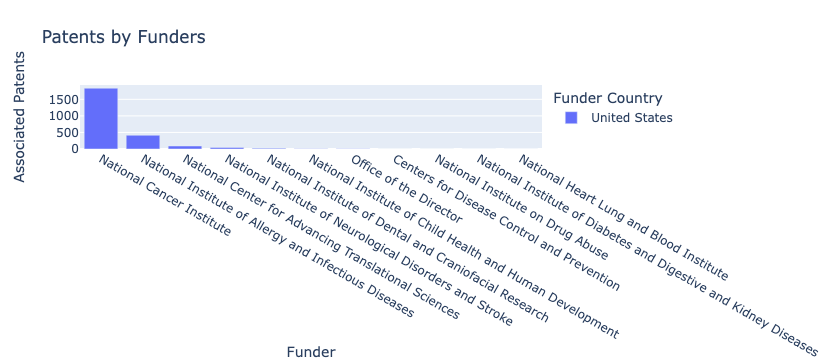 Patents by Funders
Associated Patents
1500
1000
500
0
Funder Country
United States
National Cancer Institute
National Institute of Allergy and Infectious Diseases
National Center for Advancing Translational Sciences
National Institute of Neurological Disorders and Stroke
National Institute of Dental and Craniofacial Research
National Institute of Child Health and Human Development
Office of the Director
Centers for Disease Control and Prevention
National Institute on Drug Abuse
National Institute of Diabetes and Digestive and Kidney Diseases
National Heart Lung and Blood Institute
Funder